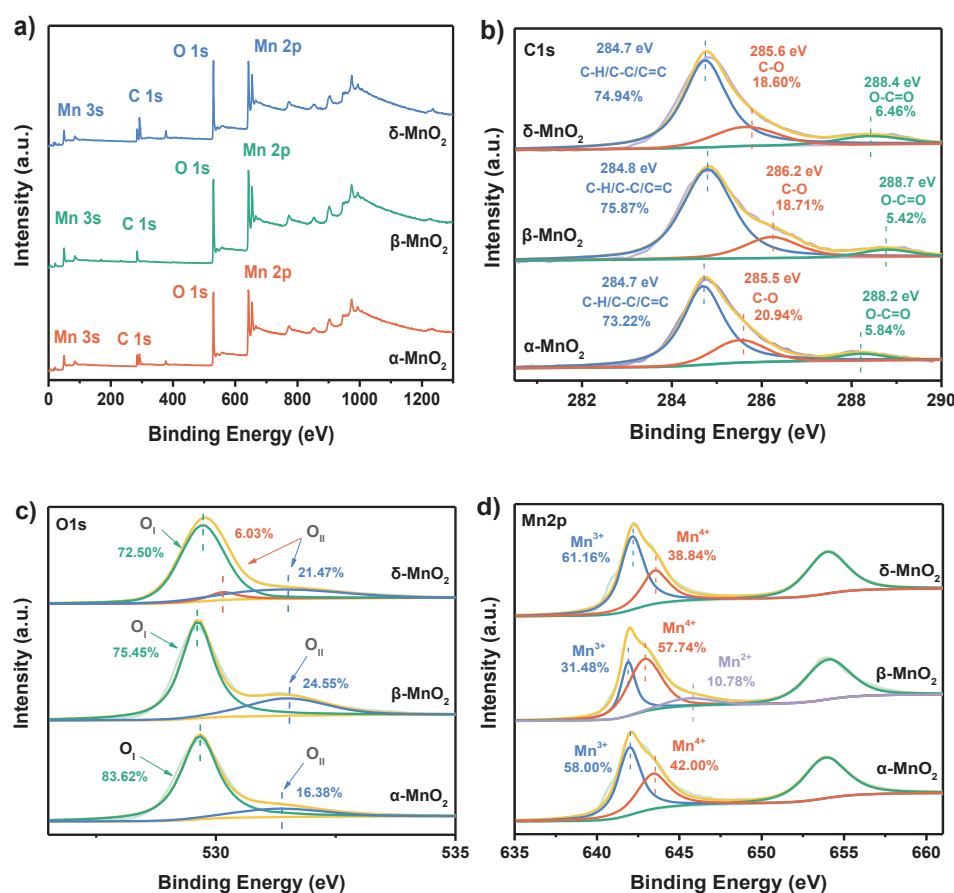 a)
Mn 3s
C 1s
O 1s
Mn 2p
δ-MnO2
Mn 3s
C 1s
O 1s
Mn 2p
β-MnO2
Mn 3s
C 1s
O 1s
Mn 2p
α-MnO2
Intensity (a.u.)
0 200 400 600 800 1000 1200
Binding Energy (eV)
b)
C1s
284.7 eV
C-H/C-C/C=C
74.94%
285.6 eV
C-O
18.60%
288.4 eV
O-C=O
6.46%
δ-MnO2
284.8 eV
C-H/C-C/C=C
75.87%
286.2 eV
C-O
18.71%
288.7 eV
O-C=O
5.42%
β-MnO2
284.7 eV
C-H/C-C/C=C
73.22%
285.5 eV
C-O
20.94%
288.2 eV
O-C=O
5.84%
α-MnO2
Intensity (a.u.)
282 284 286 288 290
Binding Energy (eV)
c)
O1s
OI
72.50%
6.03%
OII
21.47%
δ-MnO2
OI
75.45%
OII
24.55%
β-MnO2
OI
83.62%
OII
16.38%
α-MnO2
Intensity (a.u.)
530 535
Binding Energy (eV)
d)
Mn2p
Mn3+
61.16%
Mn4+
38.84%
δ-MnO2
Mn3+
31.48%
Mn4+
57.74%
Mn2+
10.78%
β-MnO2
Mn3+
58.00%
Mn4+
42.00%
α-MnO2
Intensity (a.u.)
635 640 645 650 655 660
Binding Energy (eV)